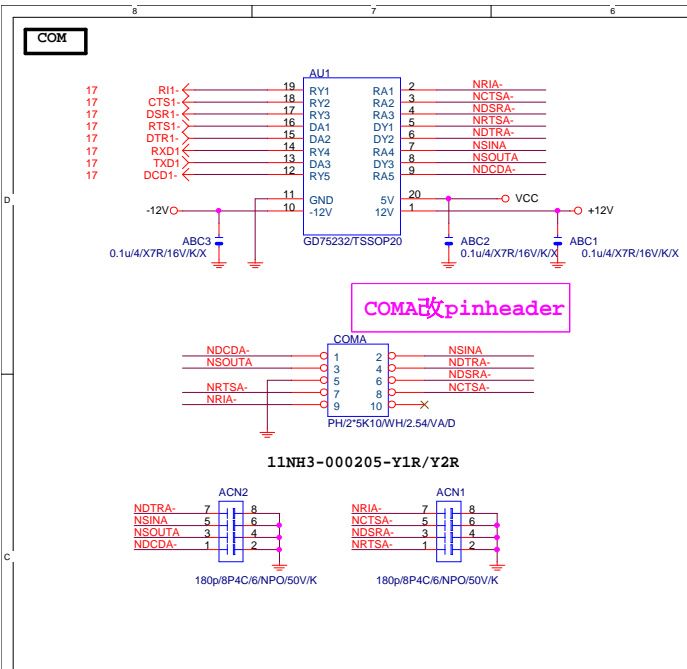 8 7 6
COM
D
C
AU1
17 RI1- 19 RY1 RA1 2 NRIA-
17 CTS1- 18 RY2 RA2 3 NCTSA-
17 DSR1- 17 RY3 RA3 4 NDSRA-
17 RTS1- 16 DA1 DY1 5 NRTSA-
17 DTR1- 15 DA2 DY2 6 NDTRA-
17 RXD1 14 RY4 RA4 7 NSINA
17 TXD1 13 DA3 DY3 8 NSOUTA
17 DCD1- 12 RY5 RA5 9 NDCDA-
11 GND 5V 20 VCC
-12V 10 -12V 12V 1 +12V
GD75232/TSSOP20
ABC3
0.1u/4/X7R/16V/K/X
ABC2
0.1u/4/X7R/16V/K/X
ABC1
0.1u/4/X7R/16V/K/X
COMA改pinheader
COMA
NDCDA- 1 2 NSINA
NSOUTA 3 4 NDTRA-
5 6 NDSRA-
NRTSA- 7 8 NCTSA-
NRIA- 9 10
PH/2*5K10/WH/2.54/VA/D
11NH3-000205-Y1R/Y2R
ACN2
NDTRA- 7 8
NSINA 5 6
NSOUTA 3 4
NDCDA- 1 2
180p/8P4C/6/NPO/50V/K
ACN1
NRIA- 7 8
NCTSA- 5 6
NDSRA- 3 4
NRTSA- 1 2
180p/8P4C/6/NPO/50V/K